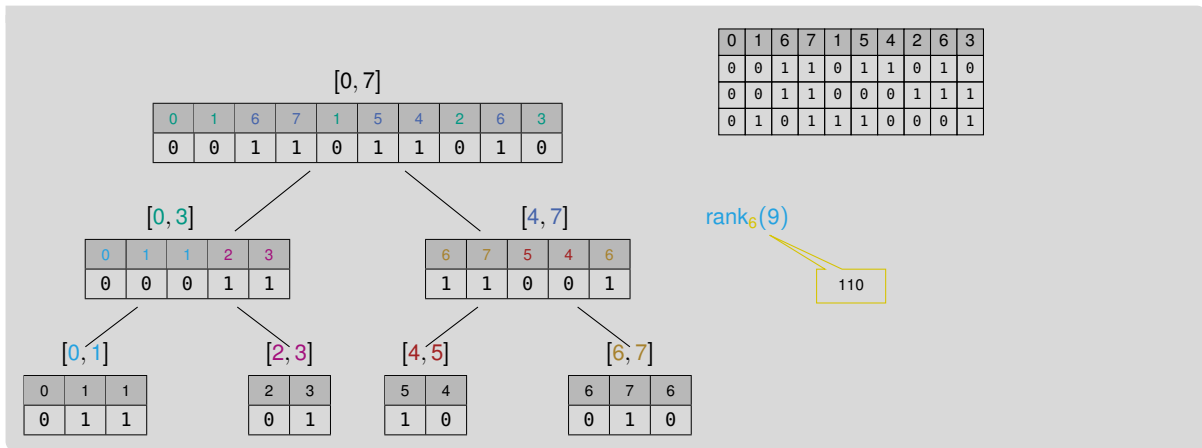 0 1 6 7 1 5 4 2 6 3
0 0 1 1 0 1 1 0 1 0
0 0 1 1 0 0 0 1 1 1
0 1 0 1 1 1 0 0 0 1
[0, 7]
0 1 6 7 1 5 4 2 6 3
0 0 1 1 0 1 1 0 1 0
[0, 3]
0 1 1 2 3
0 0 0 1 1
[4, 7]
6 7 5 4 6
1 1 0 0 1
rank6(9)
110
[0, 1]
0 1 1
0 1 1
[2, 3]
2 3
0 1
[4, 5]
5 4
1 0
[6, 7]
6 7 6
0 1 0